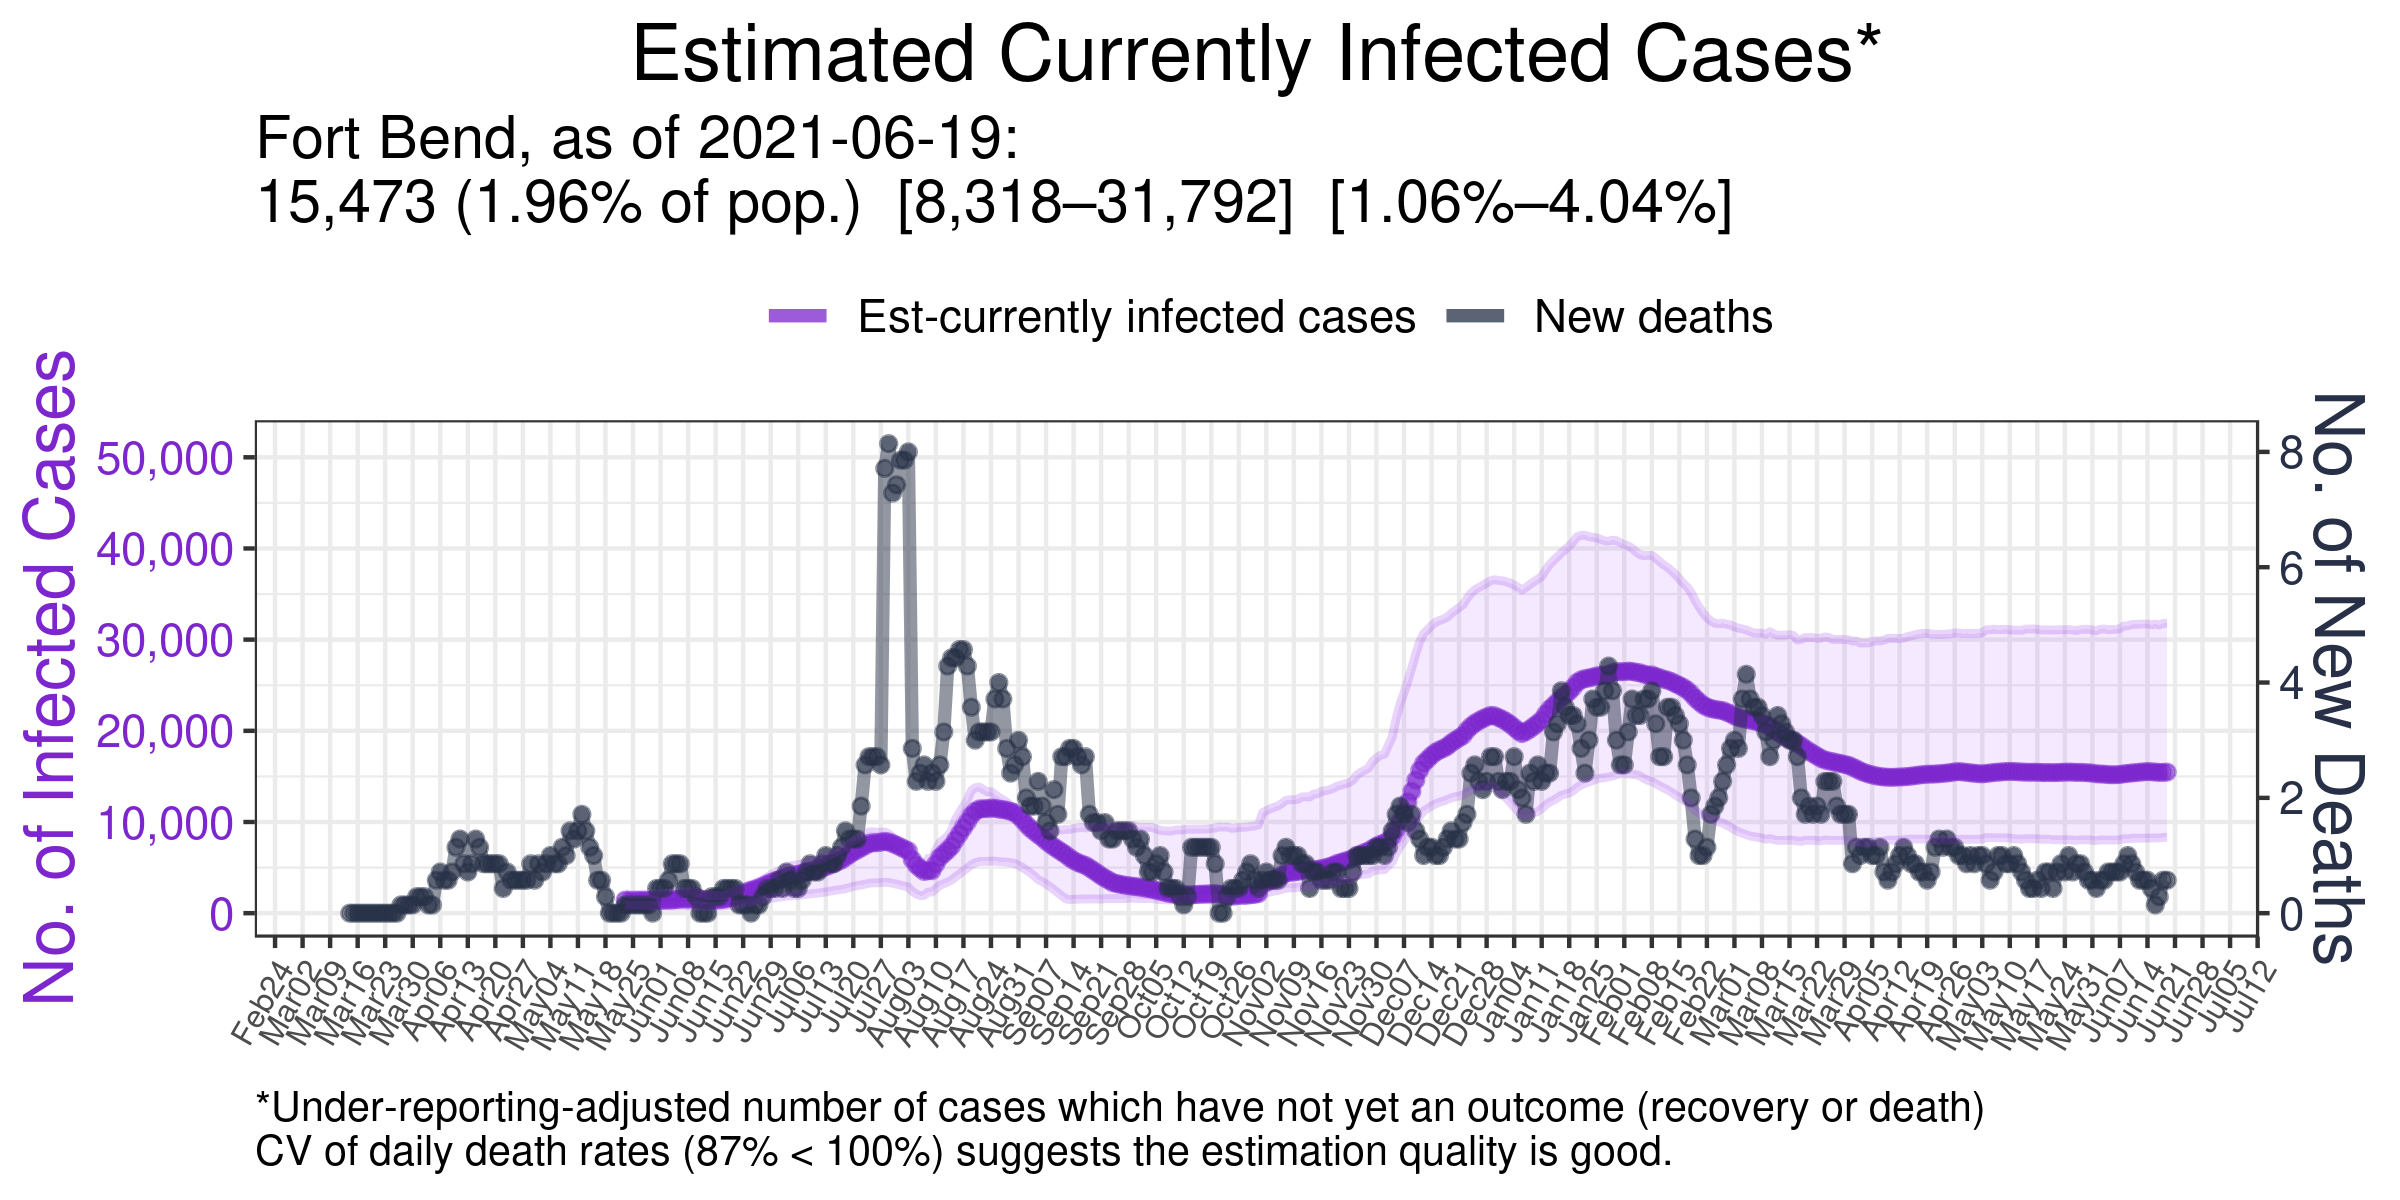 Estimated Currently Infected Cases*
Fort Bend, as of 2021-06-19:
15,473 (1.96% of pop.)  [8,318–31,792]  [1.06%–4.04%]
Est-currently infected cases
New deaths
No. of Infected Cases
50,000
40,000
30,000
20,000
10,000
0
No. of New Deaths
8
6
4
2
0
Feb24
Mar02
Mar09
Mar16
Mar23
Mar30
Apr06
Apr13
Apr20
Apr27
May04
May11
May18
May25
Jun01
Jun08
Jun15
Jun22
Jun29
Jul06
Jul13
Jul20
Jul27
Aug03
Aug10
Aug17
Aug24
Aug31
Sep07
Sep14
Sep21
Sep28
Oct05
Oct12
Oct19
Oct26
Nov02
Nov09
Nov16
Nov23
Nov30
Dec07
Dec14
Dec21
Dec28
Jan04
Jan11
Jan18
Jan25
Feb01
Feb08
Feb15
Feb22
Mar01
Mar08
Mar15
Mar22
Mar29
Apr05
Apr12
Apr19
Apr26
May03
May10
May17
May24
May31
Jun07
Jun14
Jun21
Jun28
Jul05
Jul12
*Under-reporting-adjusted number of cases which have not yet an outcome (recovery or death)
CV of daily death rates (87% < 100%) suggests the estimation quality is good.